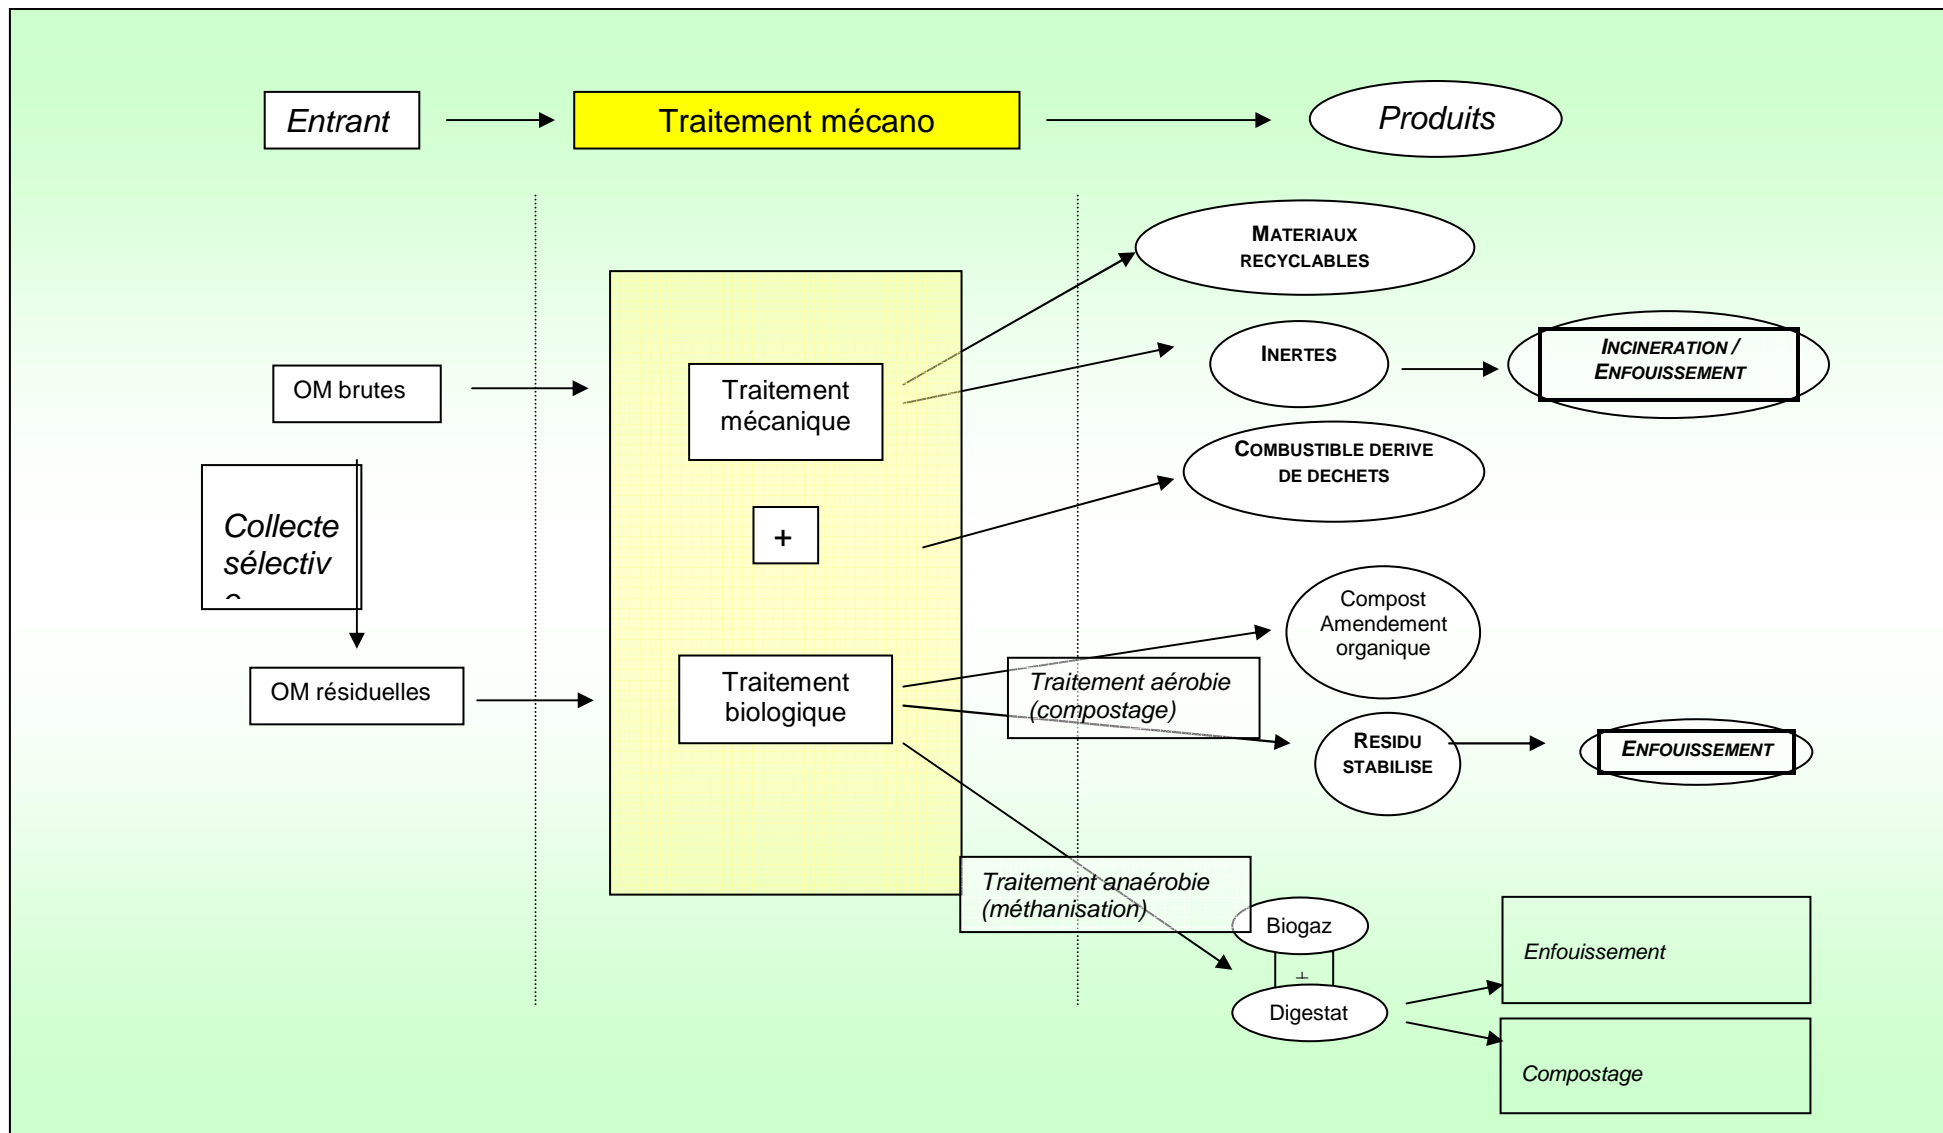 Entrant
Traitement mécano
Produits
MATERIAUX
RECYCLABLES
INERTES
INCINERATION /
ENFOUISSEMENT
OM brutes
Traitement
mécanique
COMBUSTIBLE DERIVE
DE DECHETS
Collecte
sélectiv
+
Compost
Amendement
organique
OM résiduelles
Traitement
biologique
Traitement aérobie
(compostage)
RESIDU
STABILISE
ENFOUISSEMENT
Traitement anaérobie
(méthanisation)
Biogaz
+
Digestat
Enfouissement
Compostage